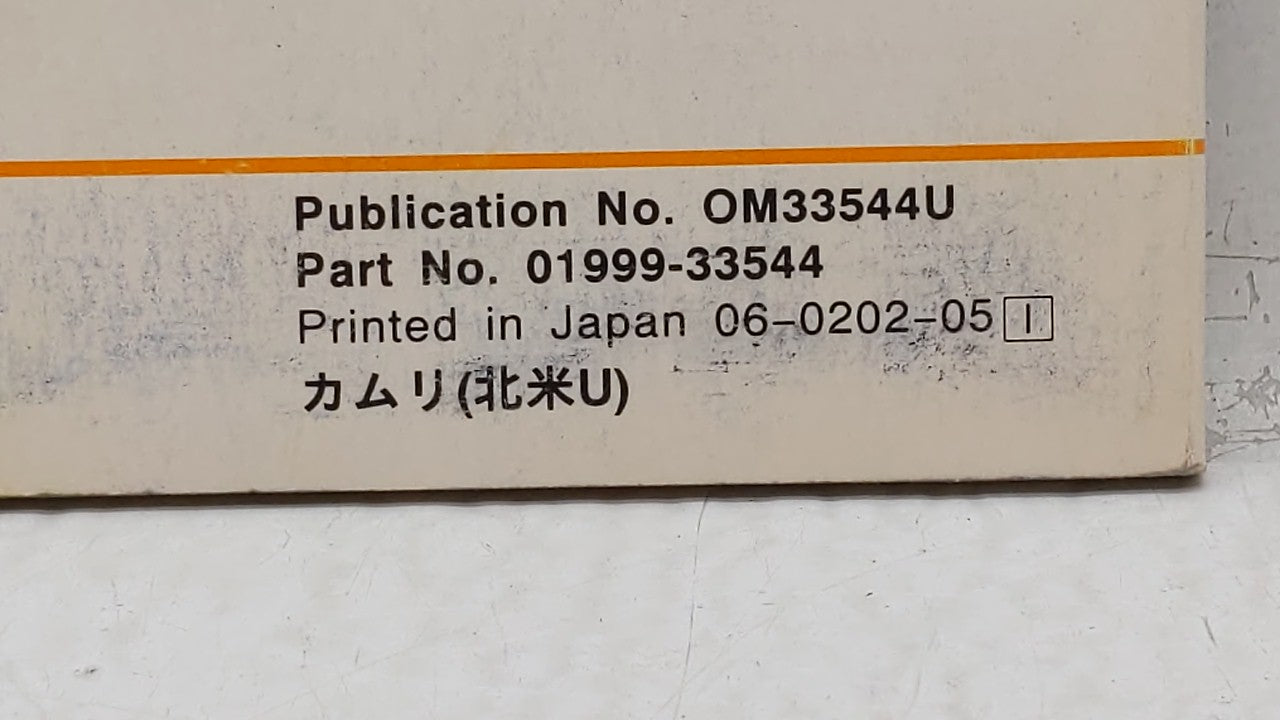 Publication No. OM33544U
Part No. 01999-33544
Printed in Japan 06-0202-05 I
カムリ(北米U)